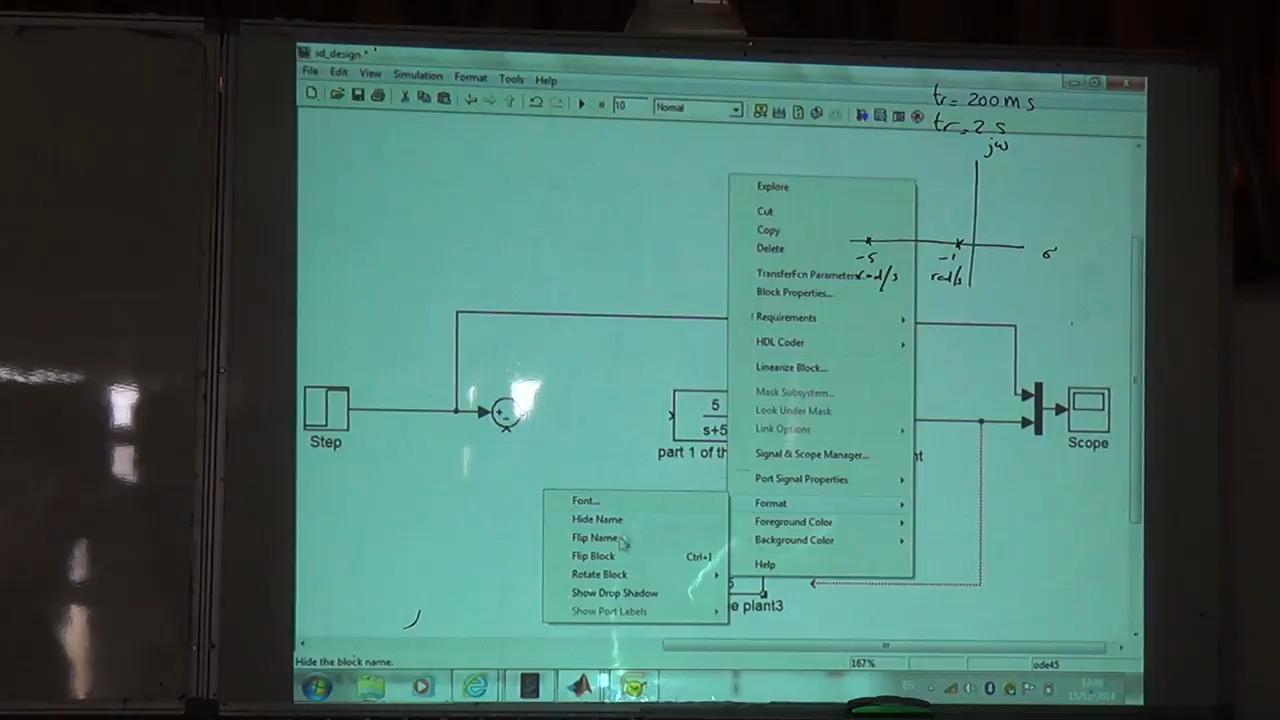 sd_design *
File Edit View Simulation Format Tools Help
10 Normal
tr = 200 ms
tr = 2 s
jω
σ
-5 -1
rad/s rad/s
Explore
Cut
Copy
Delete
TransferFcn Parameters
Block Properties...
Requirements
HDL Coder
Linearize Block...
Mask Subsystem...
Look Under Mask
Link Options
Signal & Scope Manager...
Port Signal Properties
Format
Foreground Color
Background Color
Help
Step
5
s+5
part 1 of th
nt
Scope
Font...
Hide Name
Flip Name
Flip Block Ctrl+I
Rotate Block
Show Drop Shadow
Show Port Labels
e plant3
Hide the block name.
167%
ode45
EN